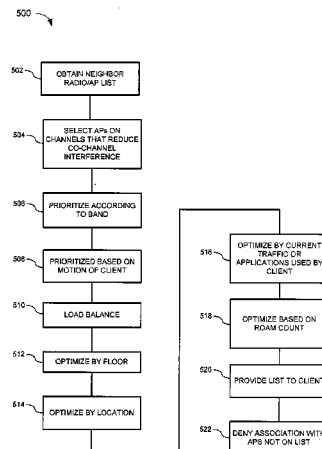 500
502
OBTAIN NEIGHBOR
RADIO/AP LIST
504
SELECT APs ON
CHANNELS THAT REDUCE
CO-CHANNEL
INTERFERENCE
506
PRIORITIZE ACCORDING
TO BAND
508
PRIORITIZED BASED ON
MOTION OF CLIENT
510
LOAD BALANCE
512
OPTIMIZE BY FLOOR
514
OPTIMIZE BY LOCATION
516
OPTIMIZE BY CURRENT
TRAFFIC OR
APPLICATIONS USED BY
CLIENT
518
OPTIMIZE BASED ON
ROAM COUNT
520
PROVIDE LIST TO CLIENT
522
DENY ASSOCIATION WITH
APS NOT ON LIST